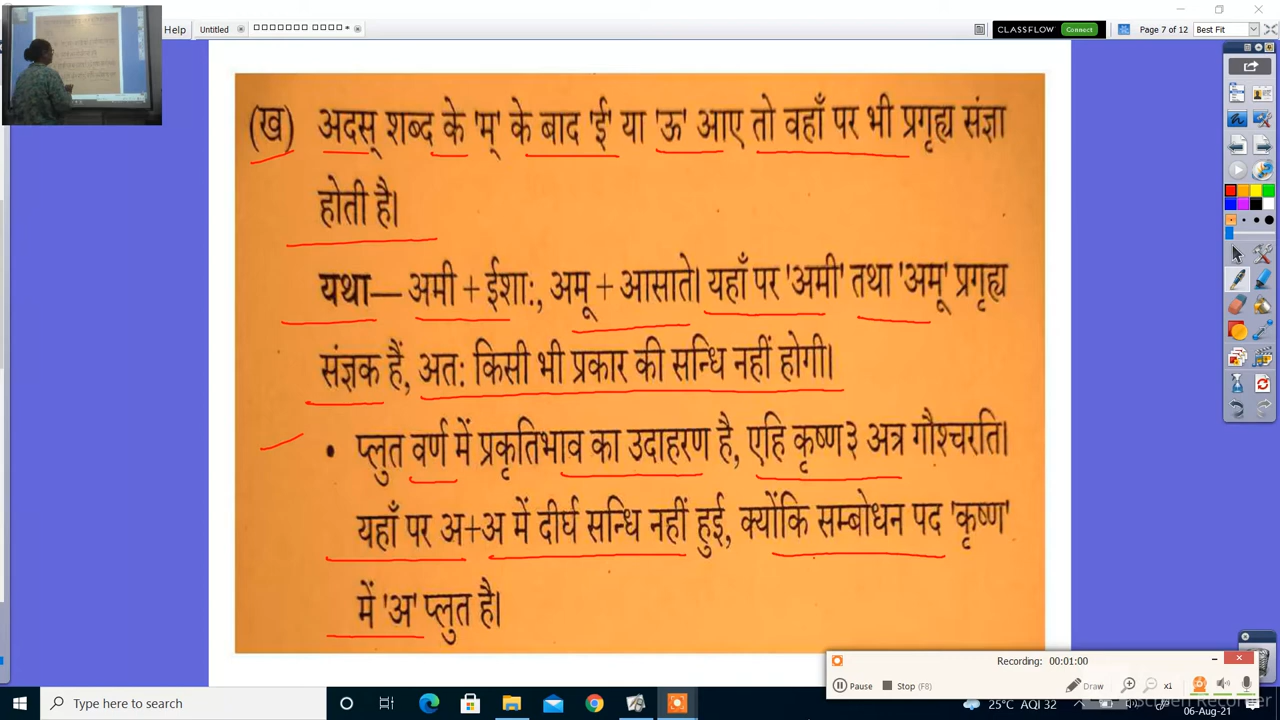 Help
Untitled
CLASSFLOW Connect
Page 7 of 12
Best Fit
(ख) अदस् शब्द के 'म्' के बाद 'ई' या 'ऊ' आए तो वहाँ पर भी प्रगृह्य संज्ञा
होती है।
यथा— अमी + ईशाः, अमू + आसाते। यहाँ पर 'अमी' तथा 'अमू' प्रगृह्य
संज्ञक हैं, अतः किसी भी प्रकार की सन्धि नहीं होगी।
• प्लुत वर्ण में प्रकृतिभाव का उदाहरण है, एहि कृष्ण३ अत्र गौश्चरति।
यहाँ पर अ+अ में दीर्घ सन्धि नहीं हुई, क्योंकि सम्बोधन पद 'कृष्ण'
में 'अ' प्लुत है।
Recording: 00:01:00
Pause Stop (F8) Draw x1
Screen Recorder
Type here to search
25°C AQI 32
06-Aug-21